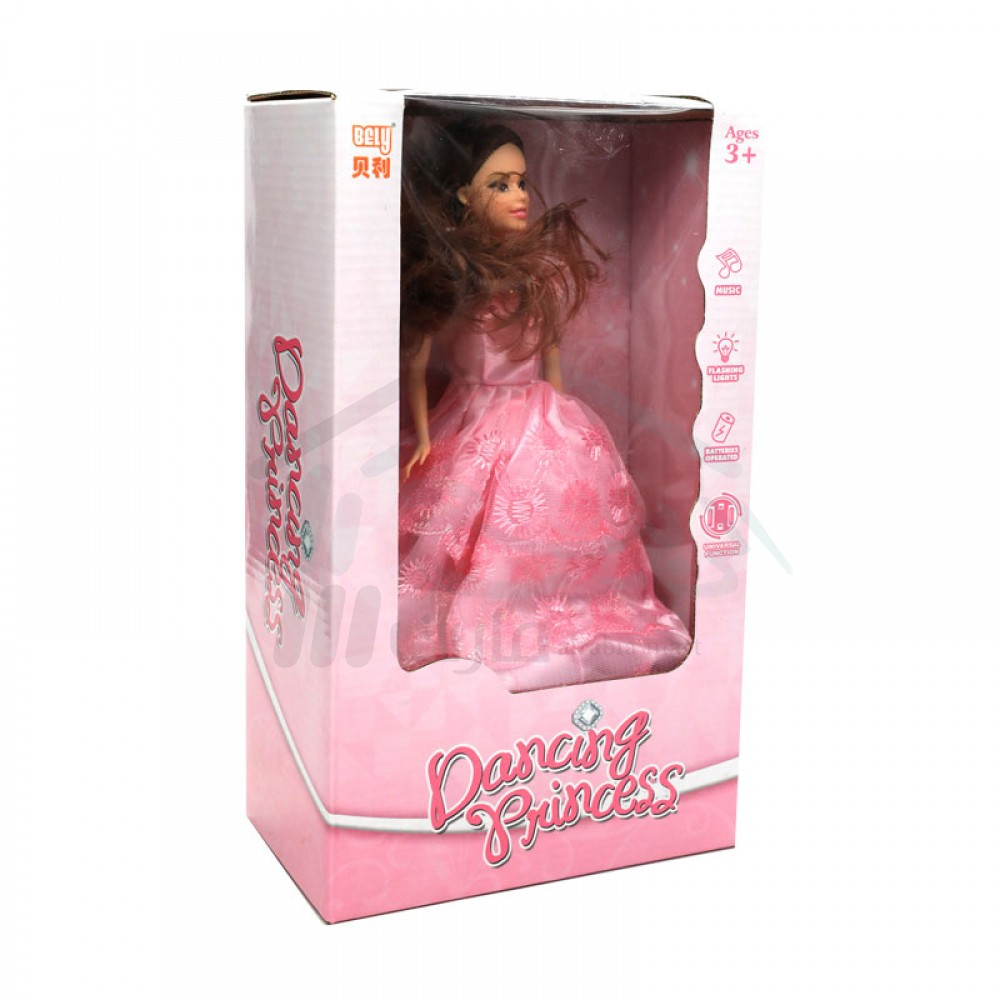 BELY
贝利
Ages
3+
MUSIC
FLASHING
LIGHTS
BATTERIES
OPERATED
UNIVERSAL
FUNCTION
Dancing
Princess
Dancing
Princess